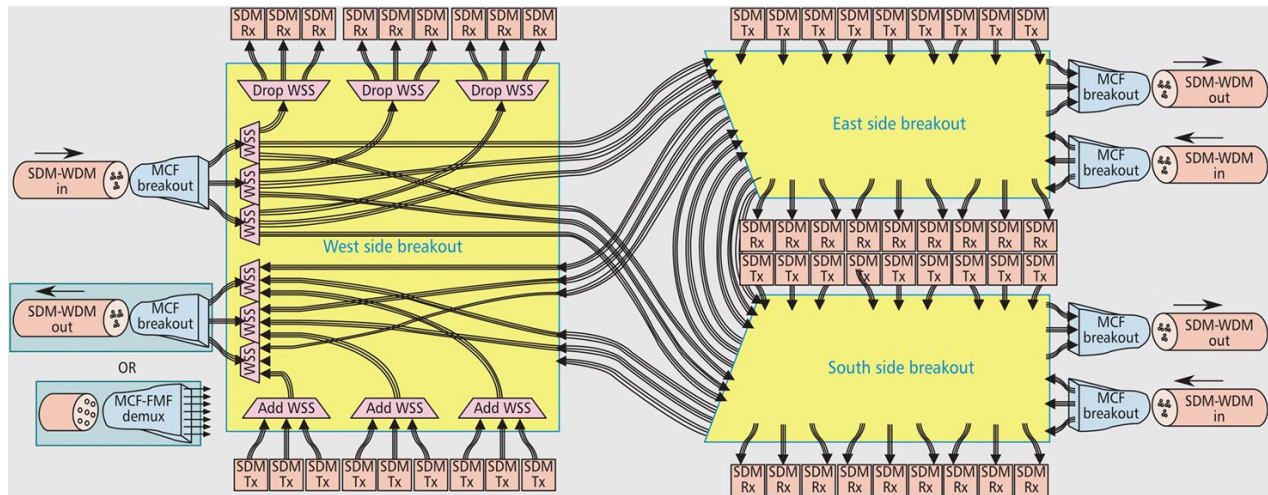 SDM SDM SDM SDM SDM SDM SDM SDM SDM
Rx Rx Rx Rx Rx Rx Rx Rx Rx
Drop WSS Drop WSS Drop WSS
WSS
WSS
WSS
SDM-WDM
in
MCF
breakout
West side breakout
WSS
WSS
WSS
SDM-WDM
out
MCF
breakout
OR
MCF-FMF
demux
Add WSS Add WSS Add WSS
SDM SDM SDM SDM SDM SDM SDM SDM SDM
Tx Tx Tx Tx Tx Tx Tx Tx Tx
SDM SDM SDM SDM SDM SDM SDM SDM SDM
Tx Tx Tx Tx Tx Tx Tx Tx Tx
East side breakout
MCF
breakout
SDM-WDM
out
MCF
breakout
SDM-WDM
in
SDM SDM SDM SDM SDM SDM SDM SDM SDM
Rx Rx Rx Rx Rx Rx Rx Rx Rx
SDM SDM SDM SDM SDM SDM SDM SDM SDM
Tx Tx Tx Tx Tx Tx Tx Tx Tx
South side breakout
MCF
breakout
SDM-WDM
out
MCF
breakout
SDM-WDM
in
SDM SDM SDM SDM SDM SDM SDM SDM SDM
Rx Rx Rx Rx Rx Rx Rx Rx Rx